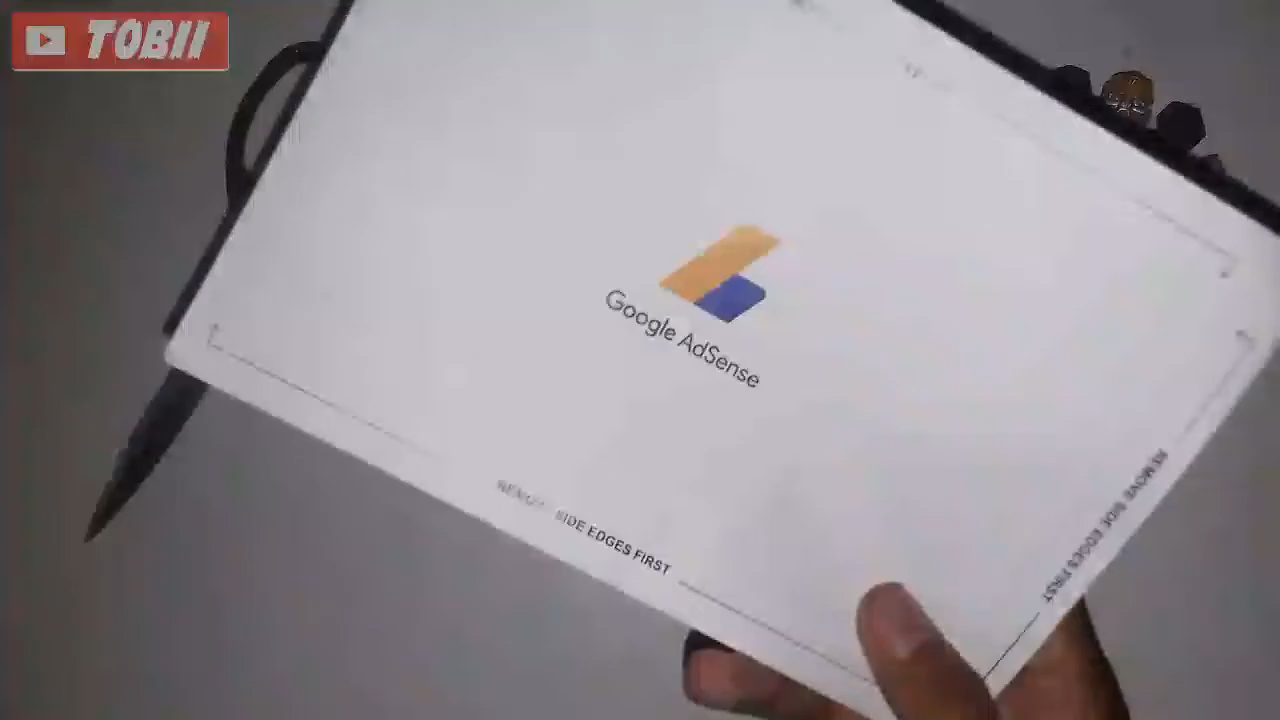 TOBII
Google AdSense
SIDE EDGES FIRST
REMOVE SIDE EDGES FIRST